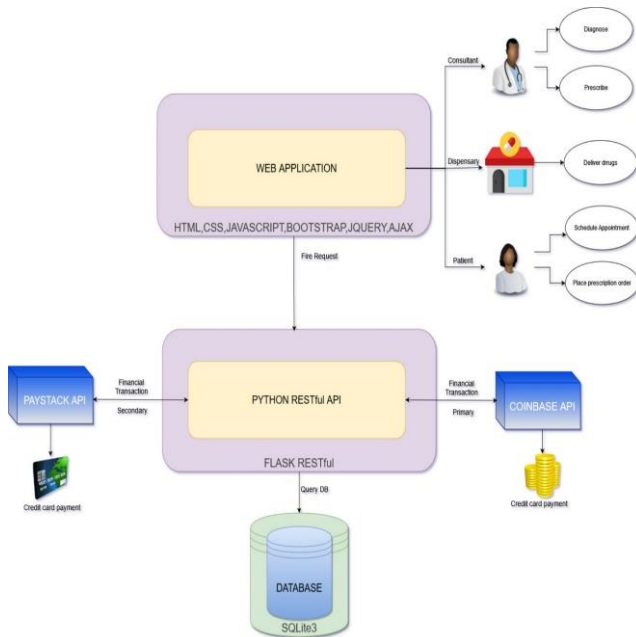 Diagnose
Consultant
Prescribe
WEB APPLICATION
Dispensary
Deliver drugs
HTML,CSS,JAVASCRIPT,BOOTSTRAP,JQUERY,AJAX
Schedule Appointment
Patient
Place prescription order
Fire Request
PAYSTACK API
Financial
Transaction
Secondary
PYTHON RESTful API
Financial
Transaction
Primary
COINBASE API
FLASK RESTful
Credit card payment
Credit card payment
Query DB
DATABASE
SQLite3